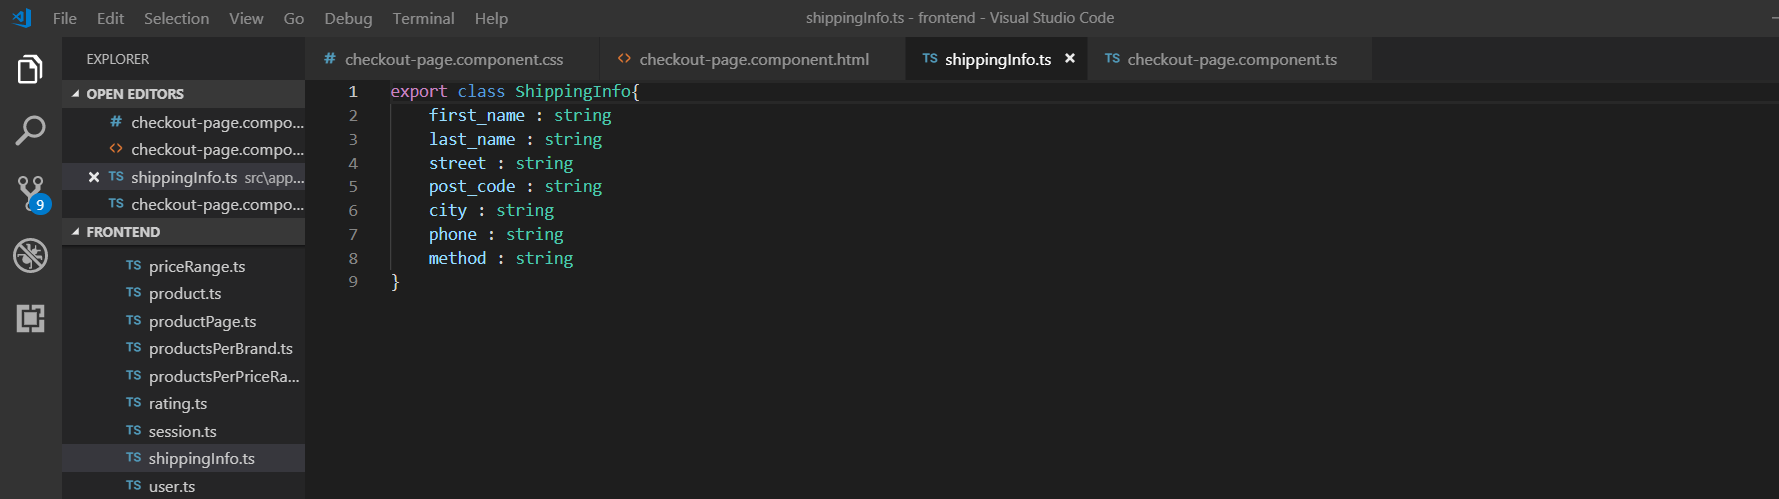 File Edit Selection View Go Debug Terminal Help
shippingInfo.ts - frontend - Visual Studio Code
EXPLORER
OPEN EDITORS
# checkout-page.compo...
<> checkout-page.compo...
× TS shippingInfo.ts src\app...
TS checkout-page.compo...
FRONTEND
TS priceRange.ts
TS product.ts
TS productPage.ts
TS productsPerBrand.ts
TS productsPerPriceRa...
TS rating.ts
TS session.ts
TS shippingInfo.ts
TS user.ts
9
# checkout-page.component.css
<> checkout-page.component.html
TS shippingInfo.ts ×
TS checkout-page.component.ts
1 export class ShippingInfo{
2 first_name : string
3 last_name : string
4 street : string
5 post_code : string
6 city : string
7 phone : string
8 method : string
9 }